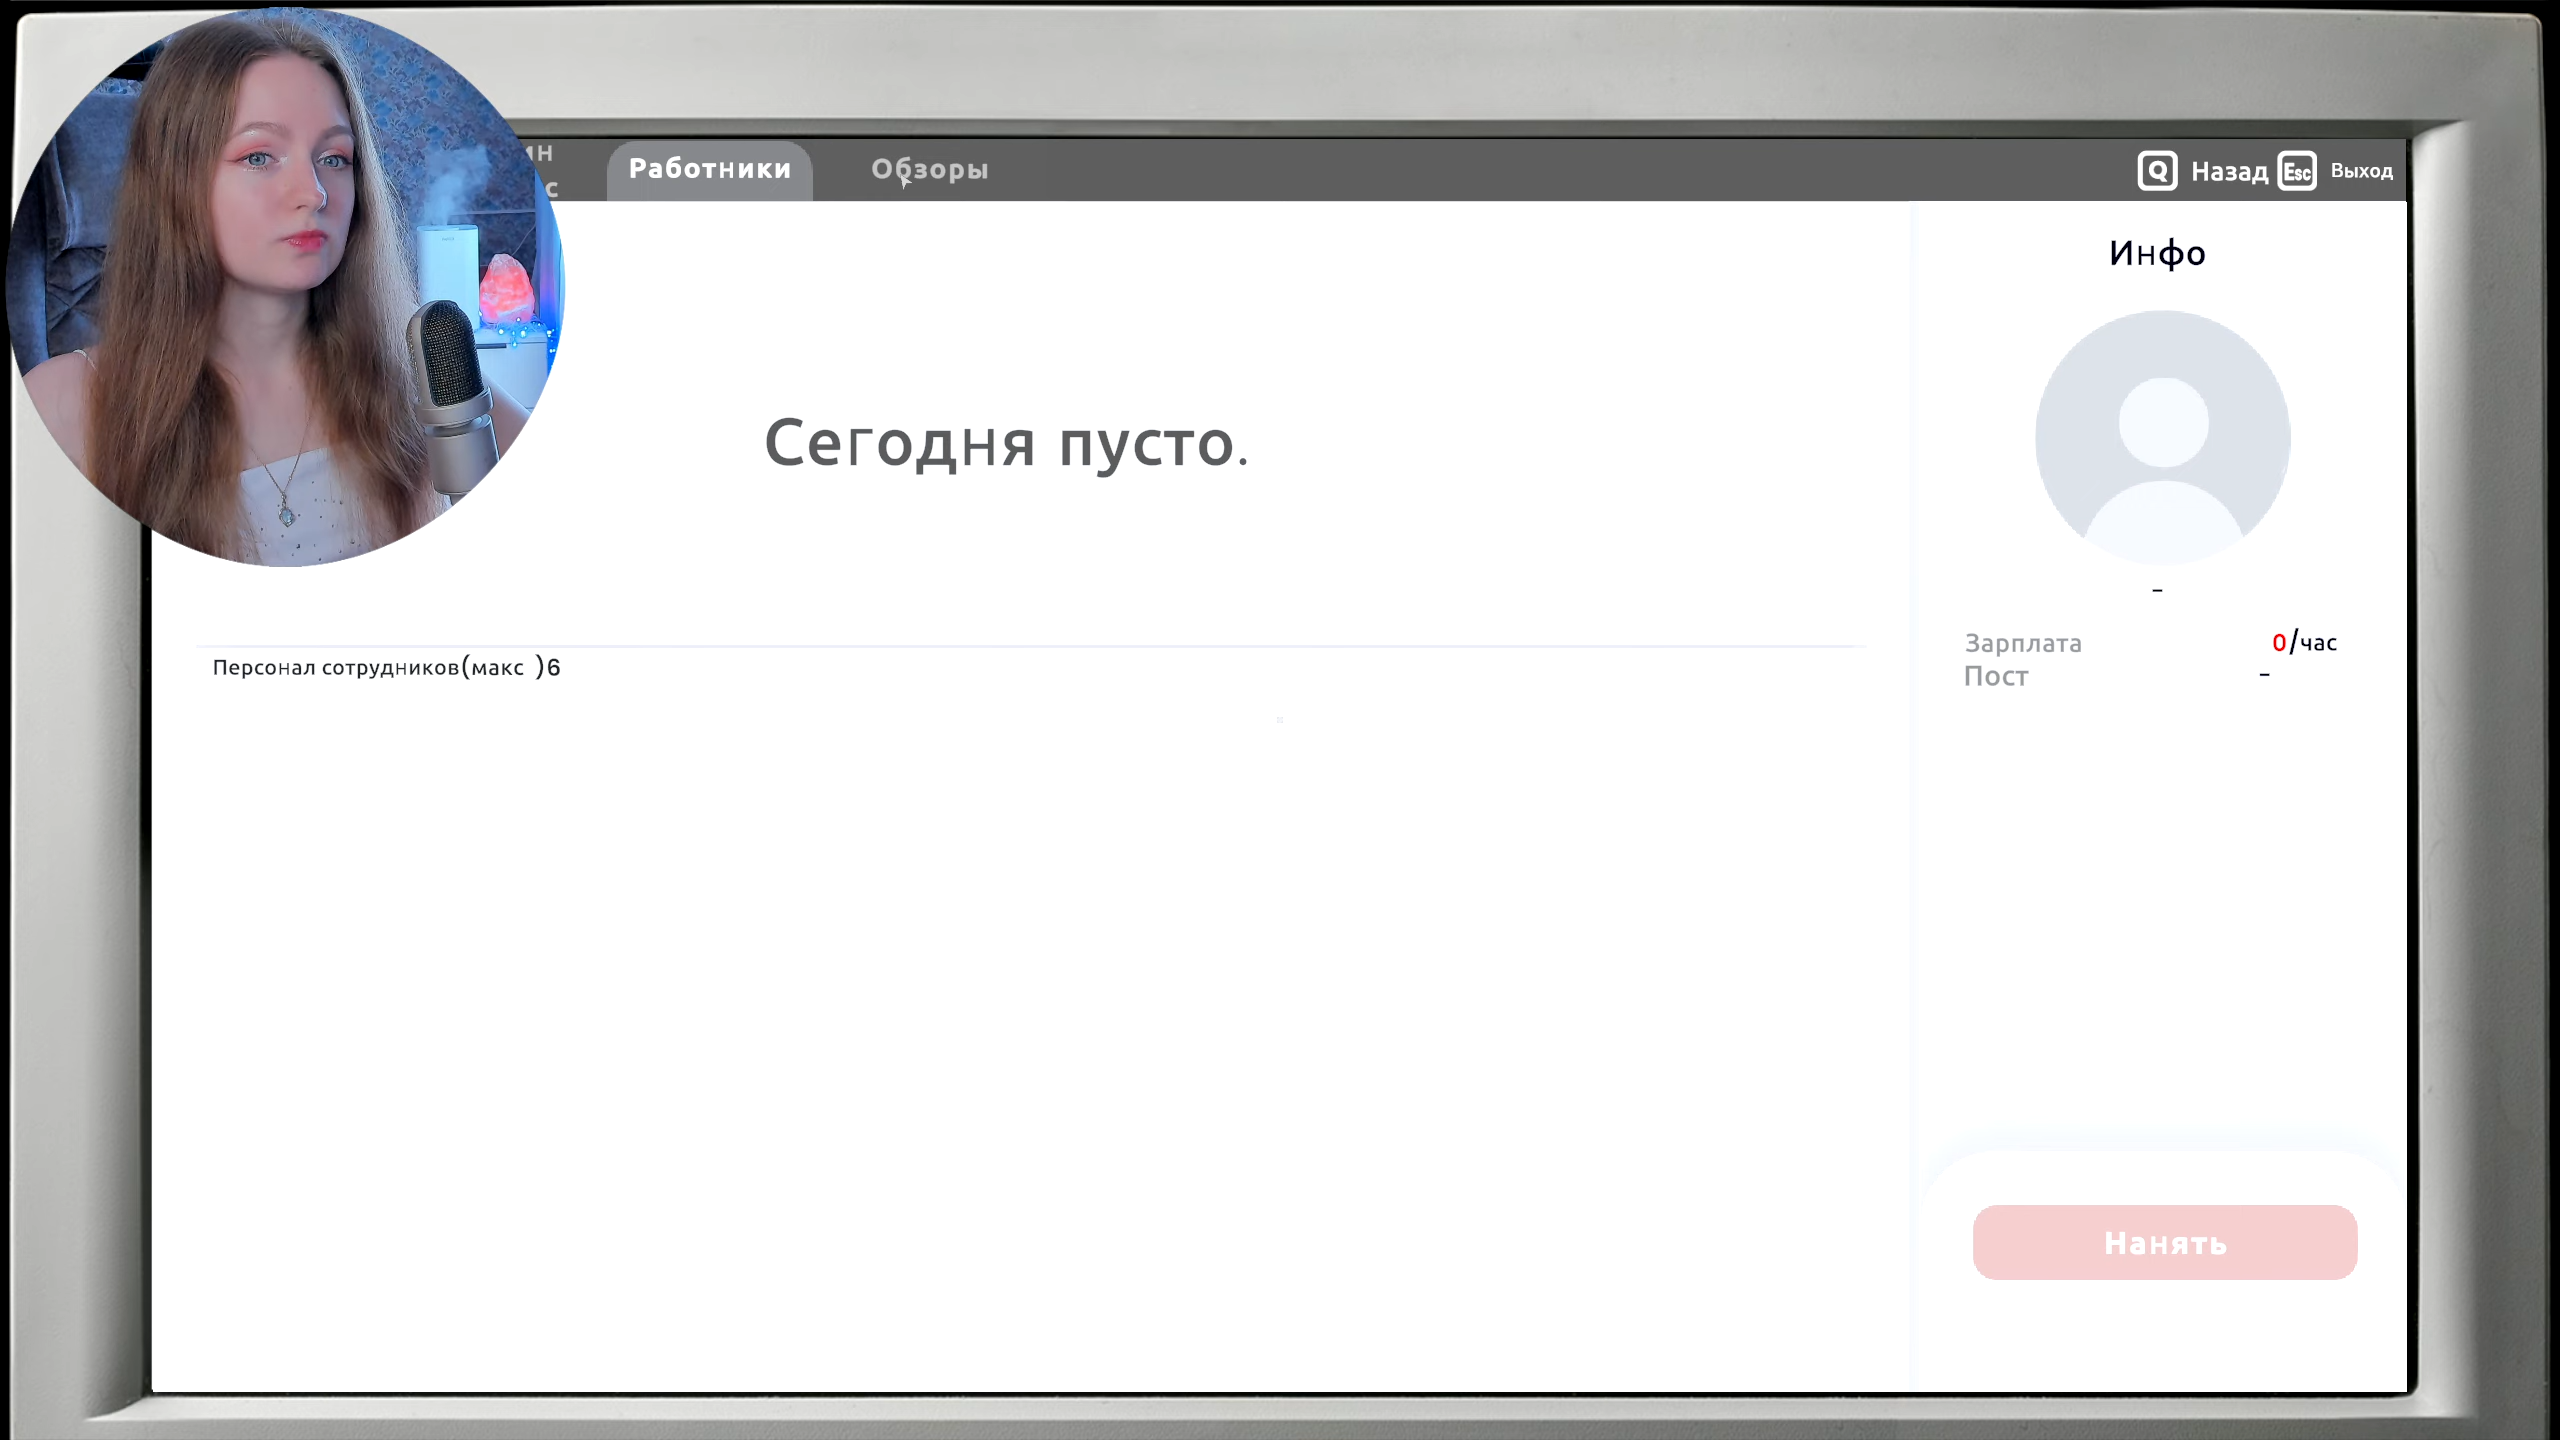 Работники
Обзоры
Q Назад Esc Выход
Инфо
Сегодня пусто.
-
Зарплата 0/час
Пост -
Персонал сотрудников(макс )6
Нанять